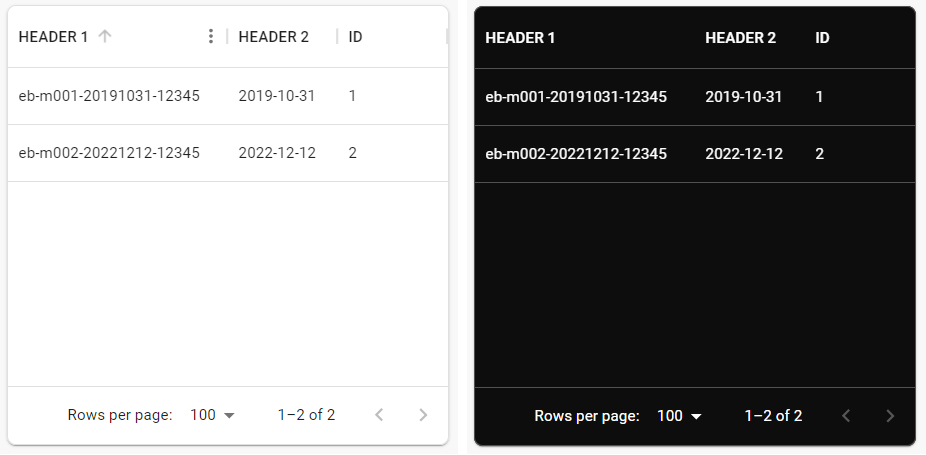 HEADER 1 HEADER 2 ID
eb-m001-20191031-12345 2019-10-31 1
eb-m002-20221212-12345 2022-12-12 2
Rows per page: 100 1–2 of 2
HEADER 1 HEADER 2 ID
eb-m001-20191031-12345 2019-10-31 1
eb-m002-20221212-12345 2022-12-12 2
Rows per page: 100 1–2 of 2